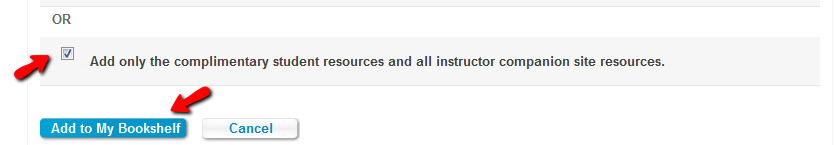 OR
Add only the complimentary student resources and all instructor companion site resources.
Add to My Bookshelf Cancel